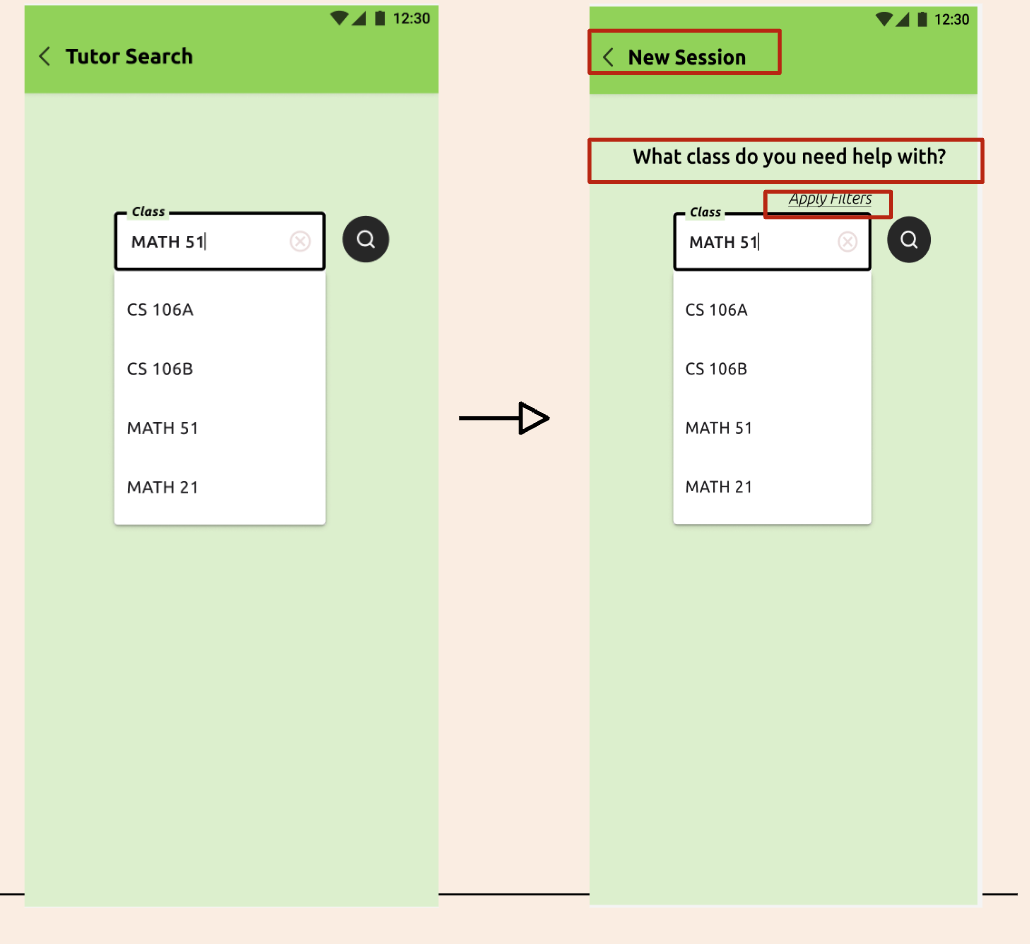 12:30
Tutor Search
Class
MATH 51
CS 106A
CS 106B
MATH 51
MATH 21
12:30
New Session
What class do you need help with?
Apply Filters
Class
MATH 51
CS 106A
CS 106B
MATH 51
MATH 21